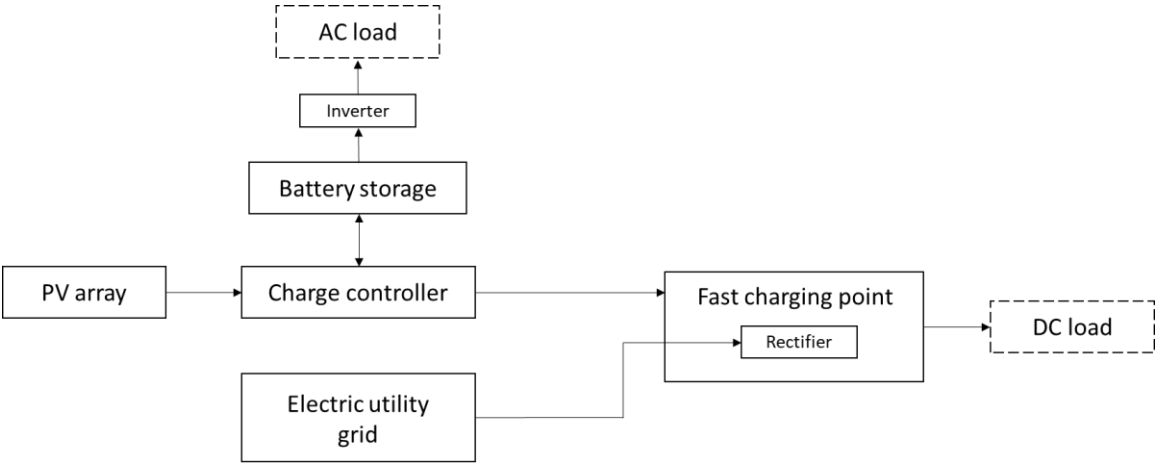 AC load
Inverter
Battery storage
PV array
Charge controller
Fast charging point
Rectifier
DC load
Electric utility
grid